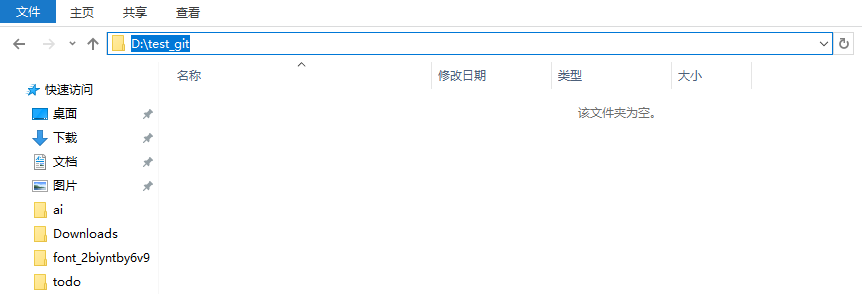 文件 主页 共享 查看
D:\test_git
名称 修改日期 类型 大小
该文件夹为空。
快速访问
桌面
下载
文档
图片
ai
Downloads
font_2biyntby6v9
todo